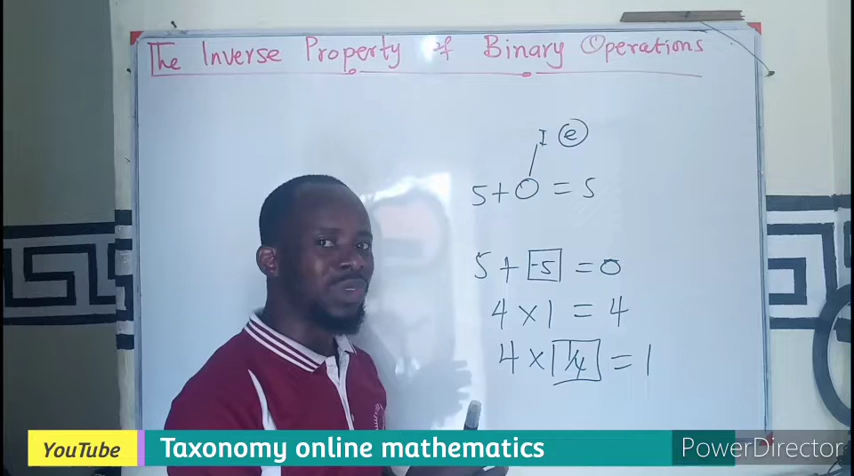 The Inverse Property of Binary Operations
I e
5 + 0 = 5
5 + -5 = 0
4 × 1 = 4
4 × 1/4 = 1
YouTube Taxonomy online mathematics PowerDirector